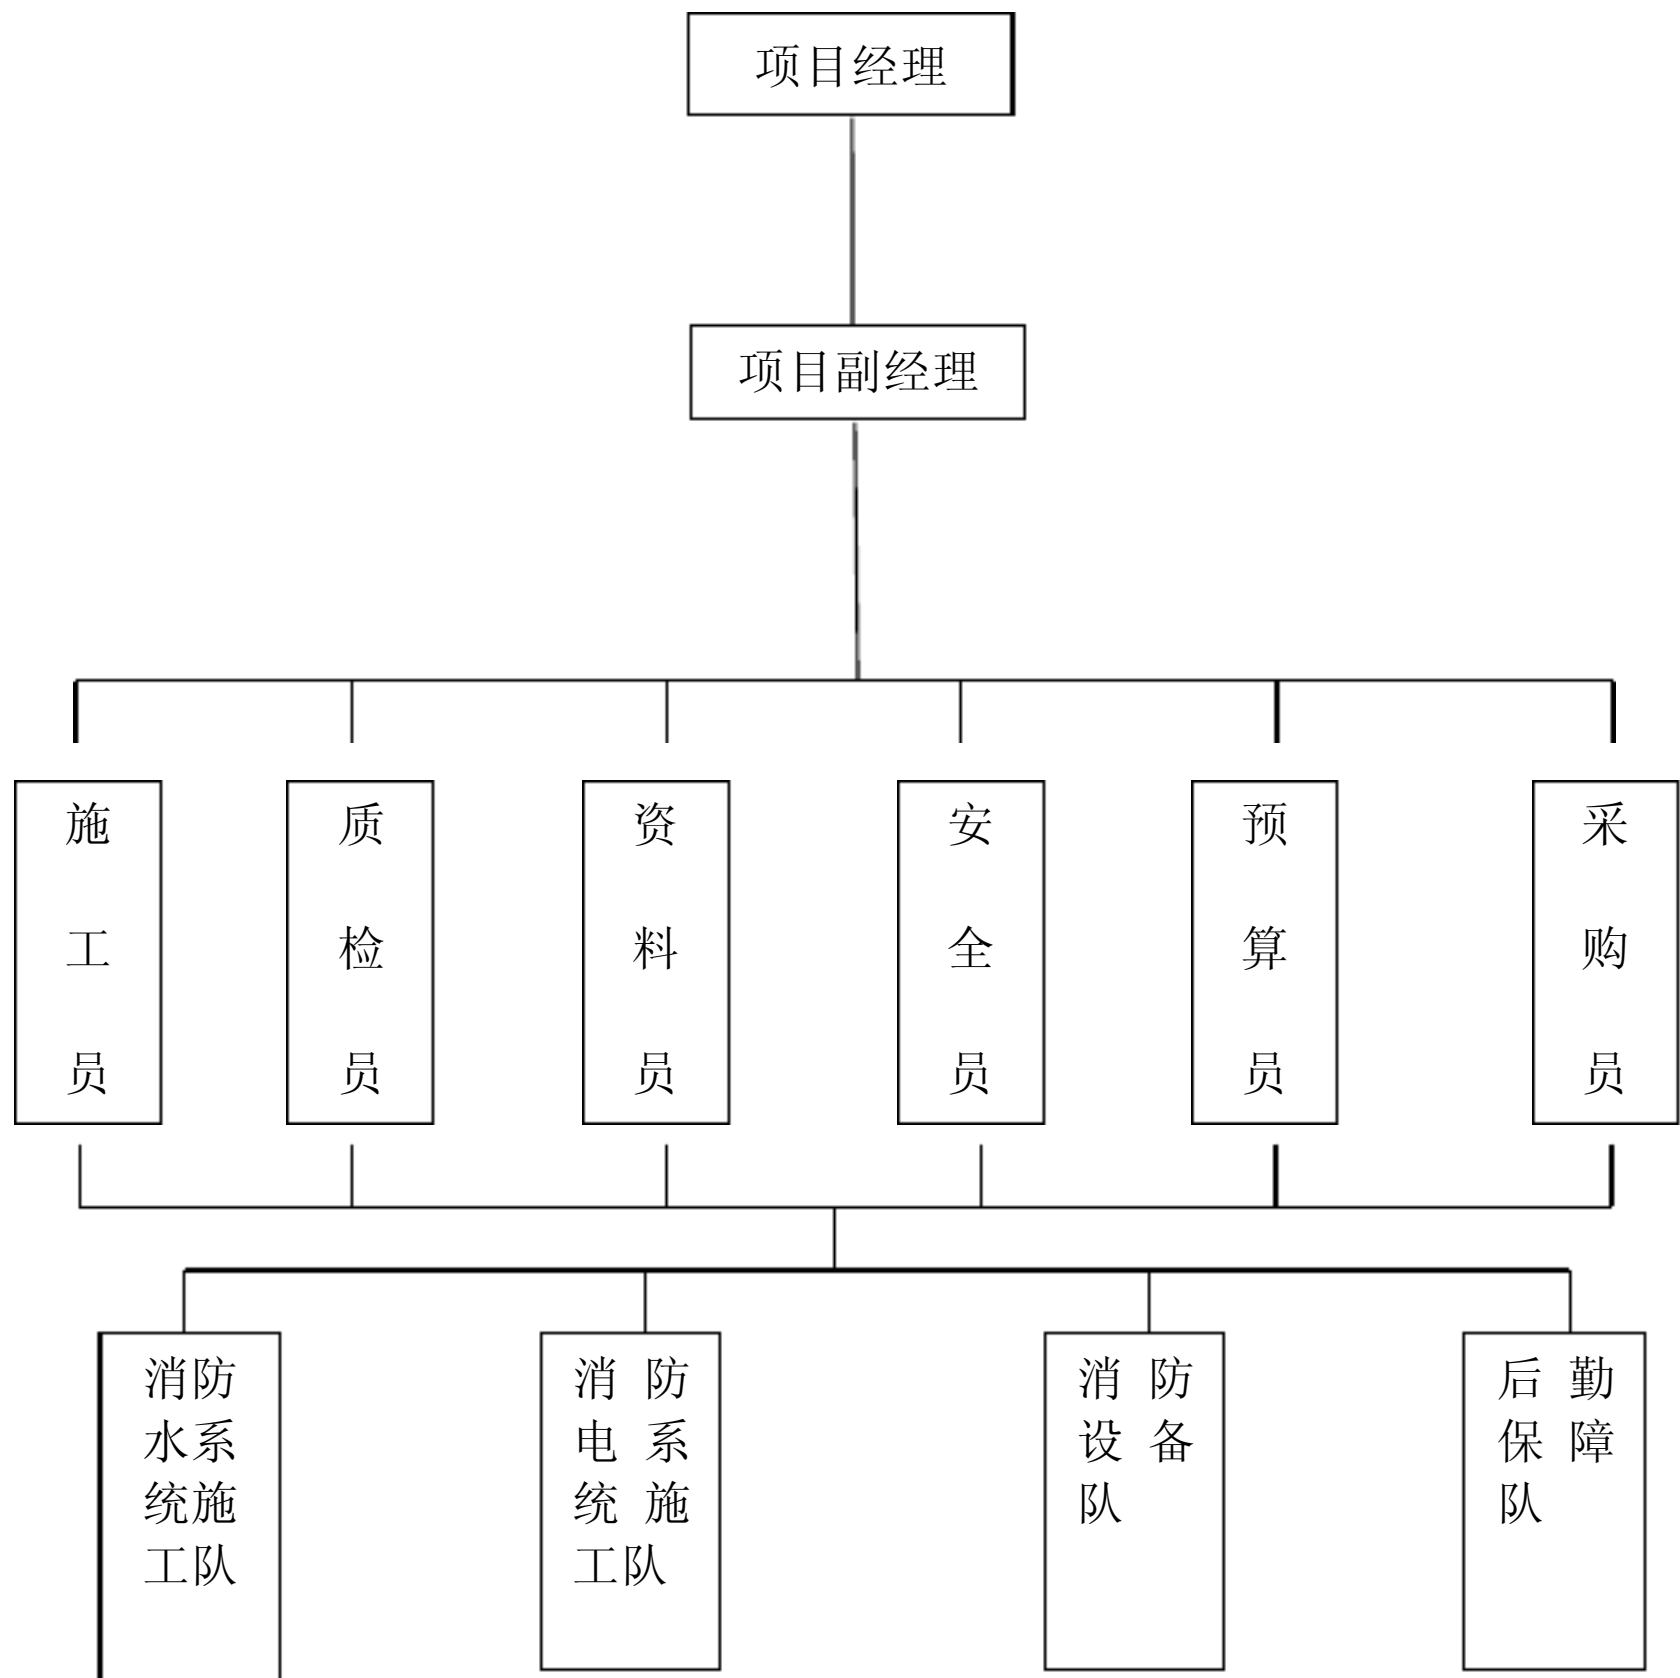 项目经理
项目副经理
施
工
员
质
检
员
资
料
员
安
全
员
预
算
员
采
购
员
消防
水系
统施
工队
消 防
电 系
统 施
工队
消 防
设 备
队
后 勤
保 障
队